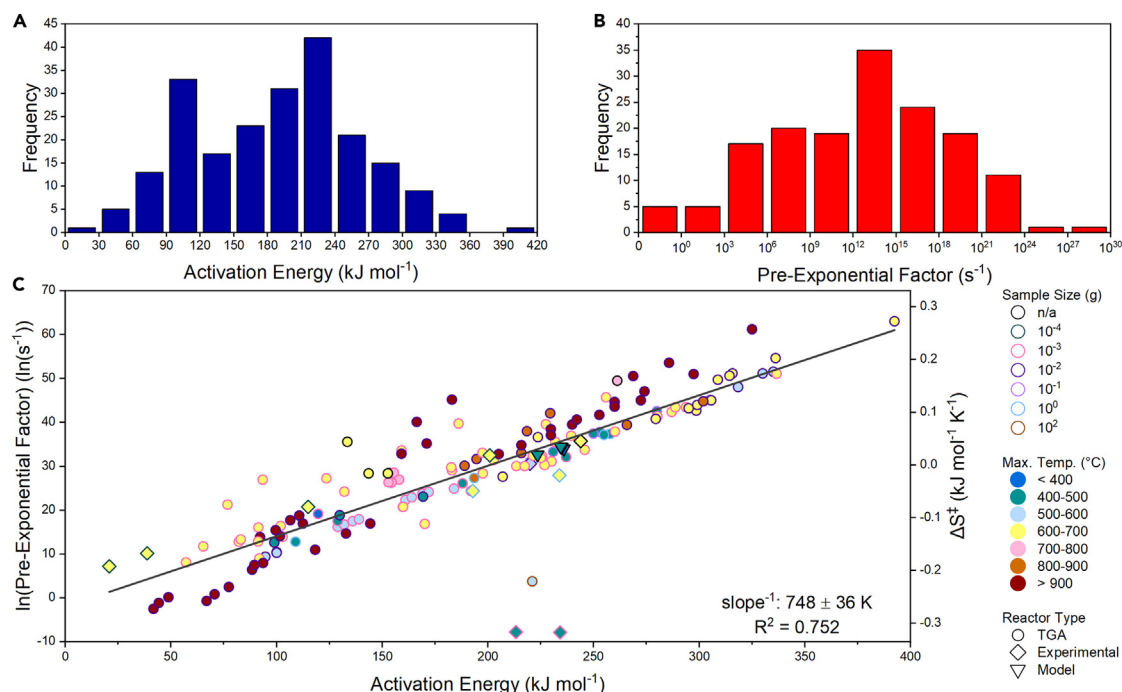 A
45
40
35
30
25
20
15
10
5
0
Frequency
0 30 60 90 120 150 180 210 240 270 300 330 360 420
Activation Energy (kJ mol⁻¹)
B
40
35
30
25
20
15
10
5
0
Frequency
0 10⁰ 10³ 10⁶ 10⁹ 10¹² 10¹⁵ 10¹⁸ 10²¹ 10²⁴ 10²⁷ 10³⁰
Pre-Exponential Factor (s⁻¹)
C
70
60
50
40
30
20
10
0
-10
ln(Pre-Exponential Factor) (ln(s⁻¹))
0 50 100 150 200 250 300 350 400
Activation Energy (kJ mol⁻¹)
0.3
0.2
0.1
0.0
-0.1
-0.2
-0.3
ΔS‡ (kJ mol⁻¹ K⁻¹)
slope⁻¹: 748 ± 36 K
R² = 0.752
Sample Size (g)
n/a
10⁻⁴
10⁻³
10⁻²
10⁻¹
10⁰
10²
Max. Temp. (°C)
< 400
400-500
500-600
600-700
700-800
800-900
> 900
Reactor Type
TGA
Experimental
Model